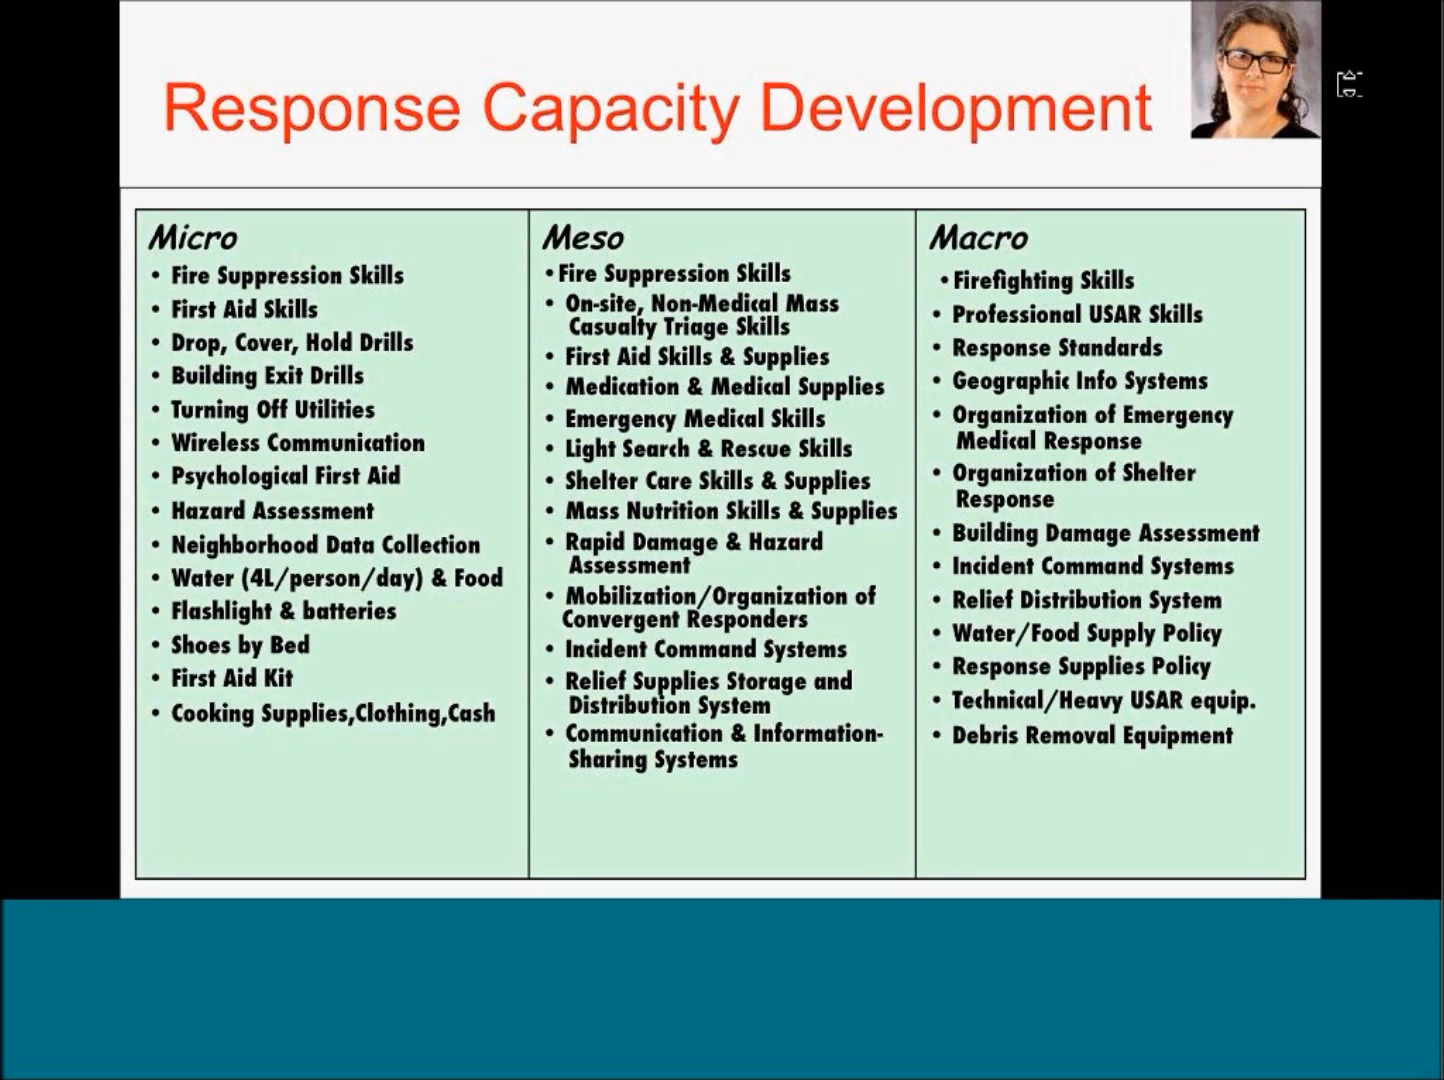 Response Capacity Development
Micro
• Fire Suppression Skills
• First Aid Skills
• Drop, Cover, Hold Drills
• Building Exit Drills
• Turning Off Utilities
• Wireless Communication
• Psychological First Aid
• Hazard Assessment
• Neighborhood Data Collection
• Water (4L/person/day) & Food
• Flashlight & batteries
• Shoes by Bed
• First Aid Kit
• Cooking Supplies,Clothing,Cash
Meso
•Fire Suppression Skills
• On-site, Non-Medical Mass
Casualty Triage Skills
• First Aid Skills & Supplies
• Medication & Medical Supplies
• Emergency Medical Skills
• Light Search & Rescue Skills
• Shelter Care Skills & Supplies
• Mass Nutrition Skills & Supplies
• Rapid Damage & Hazard
Assessment
• Mobilization/Organization of
Convergent Responders
• Incident Command Systems
• Relief Supplies Storage and
Distribution System
• Communication & Information-
Sharing Systems
Macro
•Firefighting Skills
• Professional USAR Skills
• Response Standards
• Geographic Info Systems
• Organization of Emergency
Medical Response
• Organization of Shelter
Response
• Building Damage Assessment
• Incident Command Systems
• Relief Distribution System
• Water/Food Supply Policy
• Response Supplies Policy
• Technical/Heavy USAR equip.
• Debris Removal Equipment